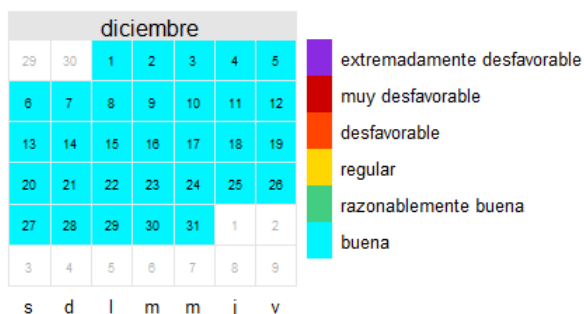 diciembre
29 30 1 2 3 4 5
6 7 8 9 10 11 12
13 14 15 16 17 18 19
20 21 22 23 24 25 26
27 28 29 30 31 1 2
3 4 5 6 7 8 9
s d l m m j v
extremadamente desfavorable
muy desfavorable
desfavorable
regular
razonablemente buena
buena